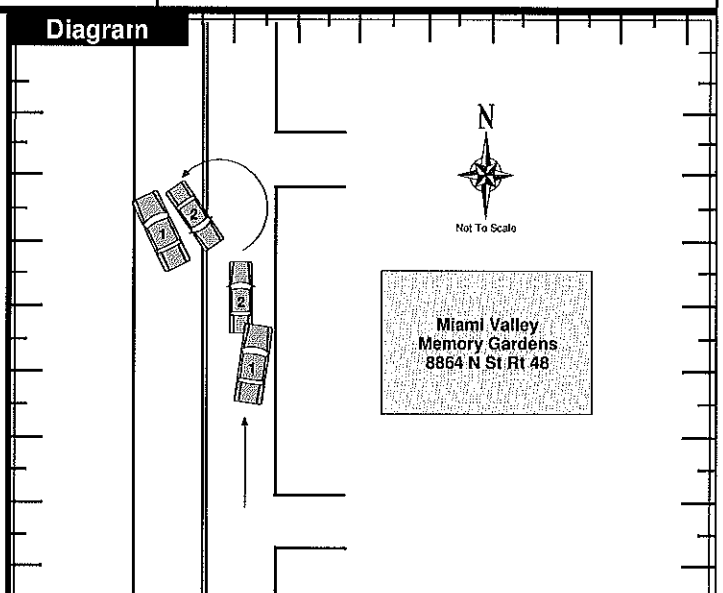 Diagram
N
Not To Scale
1
2
2
1
Miami Valley
Memory Gardens
8864 N St Rt 48